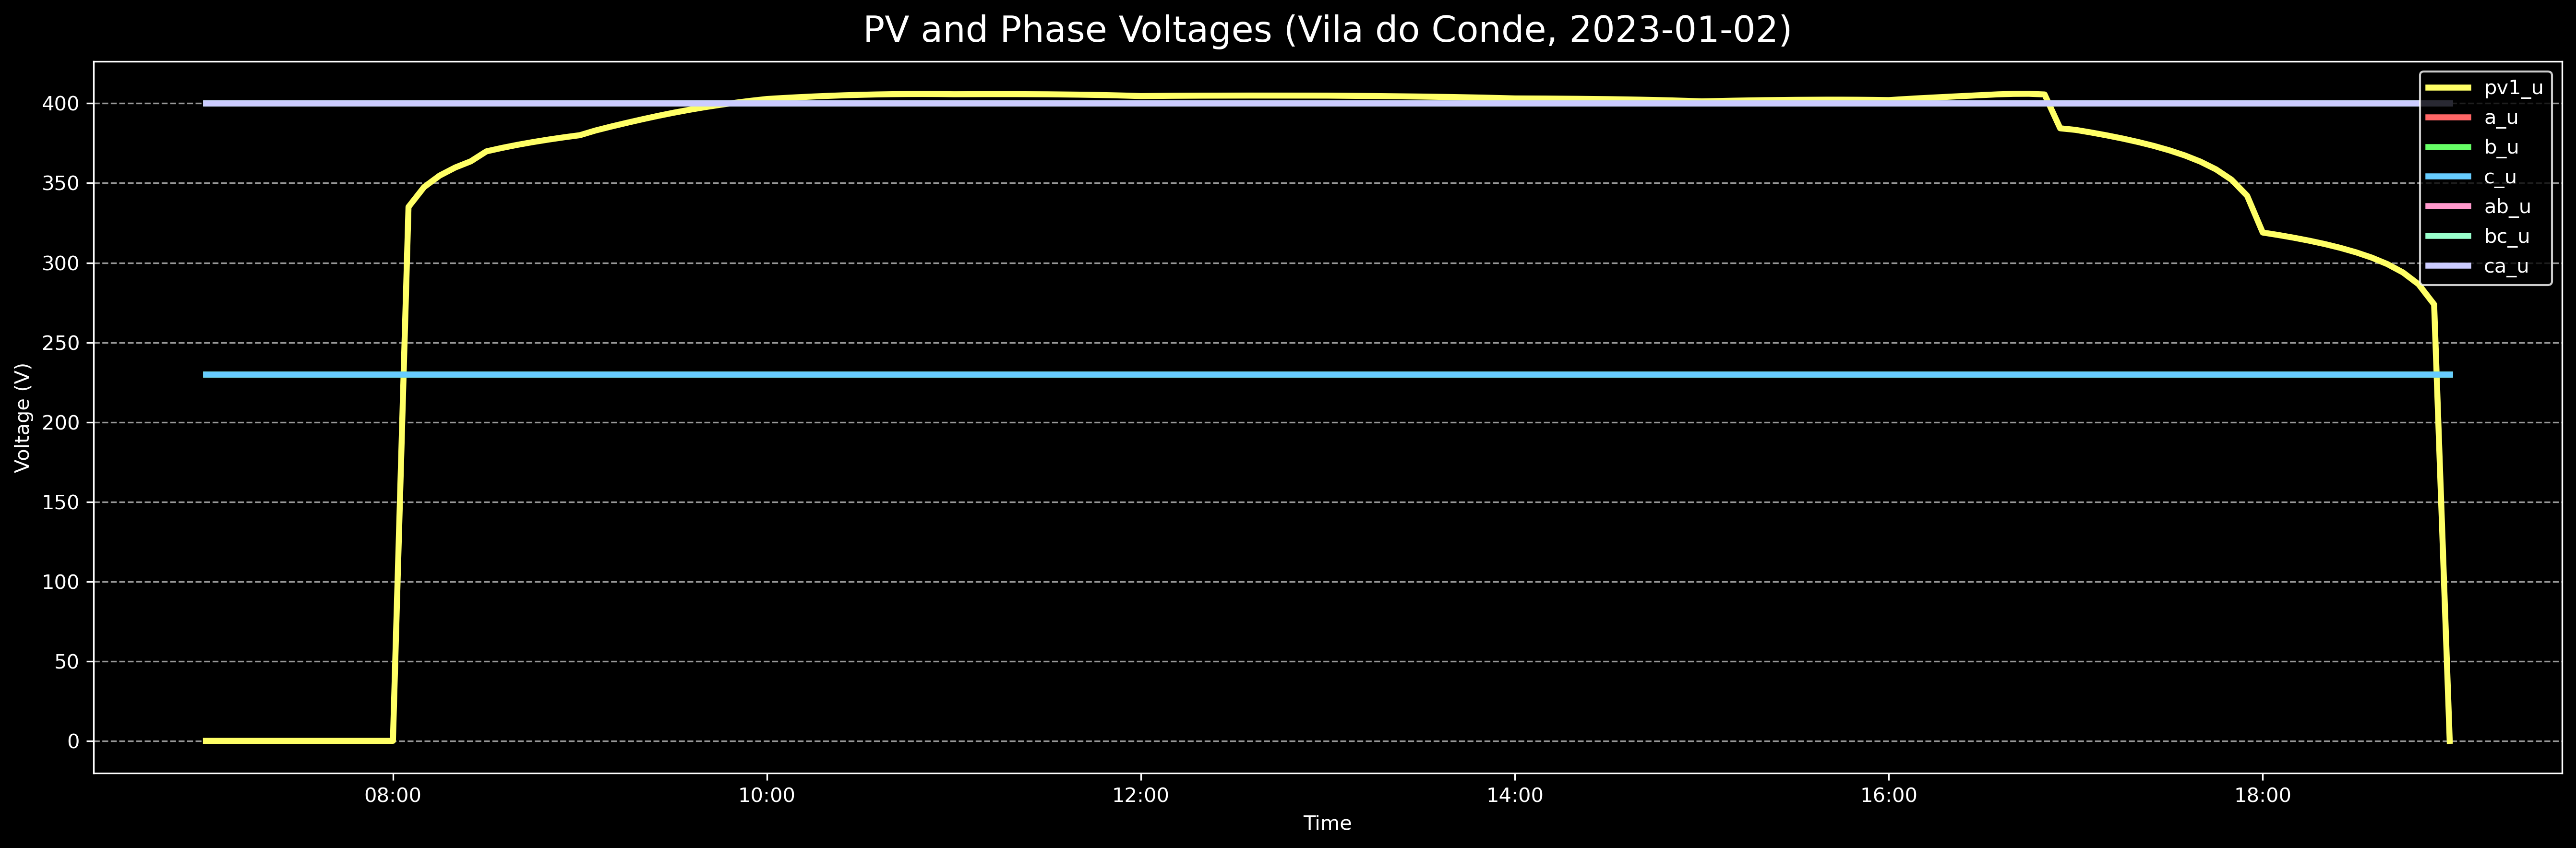 PV and Phase Voltages (Vila do Conde, 2023-01-02)
Voltage (V)
400
350
300
250
200
150
100
50
0
pv1_u
a_u
b_u
c_u
ab_u
bc_u
ca_u
08:00 10:00 12:00 14:00 16:00 18:00
Time